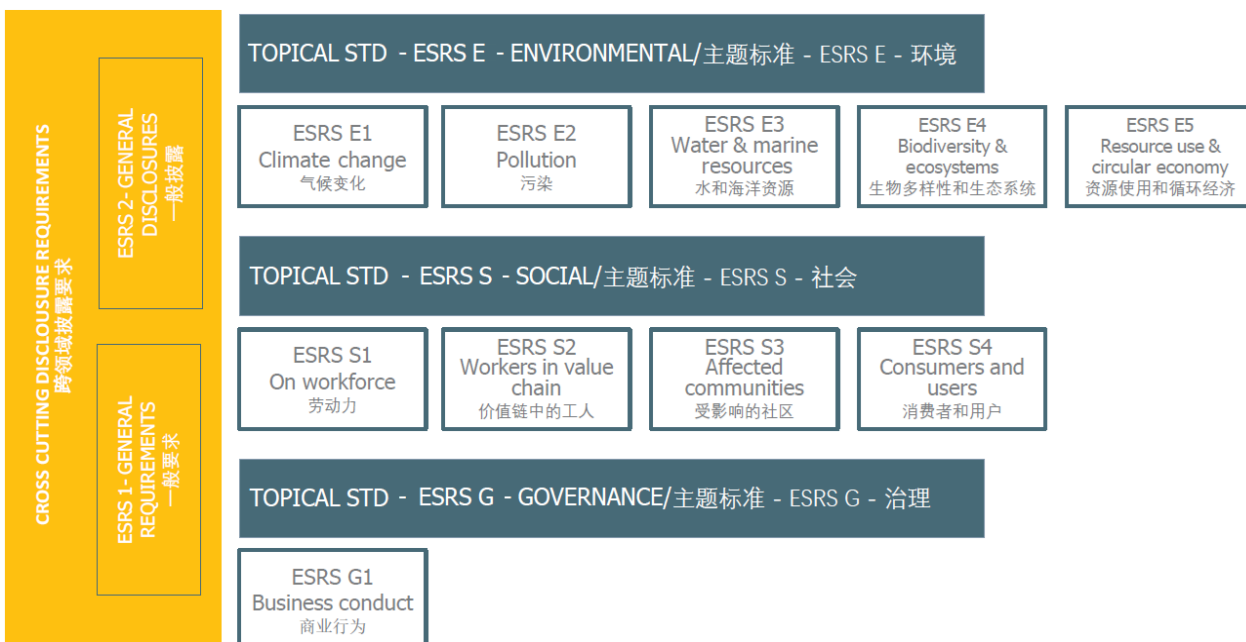 CROSS CUTTING DISCLOUSURE REQUIREMENTS
跨领域披露要求
ESRS 2- GENERAL
DISCLOSURES
一般披露
ESRS 1- GENERAL
REQUIREMENTS
一般要求
TOPICAL STD - ESRS E - ENVIRONMENTAL/主题标准 - ESRS E - 环境
ESRS E1
Climate change
气候变化
ESRS E2
Pollution
污染
ESRS E3
Water & marine
resources
水和海洋资源
ESRS E4
Biodiversity &
ecosystems
生物多样性和生态系统
ESRS E5
Resource use &
circular economy
资源使用和循环经济
TOPICAL STD - ESRS S - SOCIAL/主题标准 - ESRS S - 社会
ESRS S1
On workforce
劳动力
ESRS S2
Workers in value
chain
价值链中的工人
ESRS S3
Affected
communities
受影响的社区
ESRS S4
Consumers and
users
消费者和用户
TOPICAL STD - ESRS G - GOVERNANCE/主题标准 - ESRS G - 治理
ESRS G1
Business conduct
商业行为